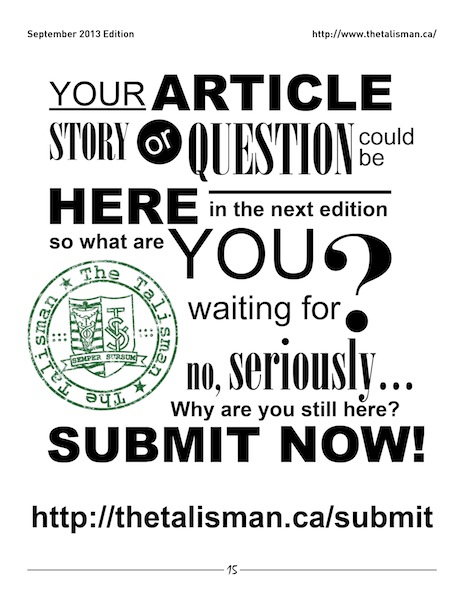 September 2013 Edition
http://www.thetalisman.ca/
YOUR ARTICLE
STORY or QUESTION could
be
HERE in the next edition
so what are YOU?
waiting for
The Talisman ★ The Talisman ★
TSS
SEMPER SURSUM
no, seriously...
Why are you still here?
SUBMIT NOW!
http://thetalisman.ca/submit
15